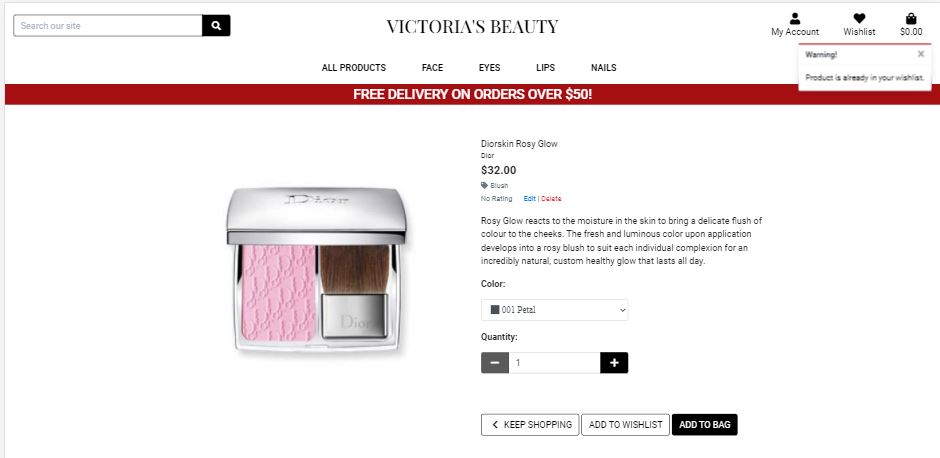 Search our site
VICTORIA'S BEAUTY
My Account
Wishlist
$0.00
Warning!
×
Product is already in your wishlist.
ALL PRODUCTS
FACE
EYES
LIPS
NAILS
FREE DELIVERY ON ORDERS OVER $50!
Dior
Dior
Diorskin Rosy Glow
Dior
$32.00
Blush
No Rating Edit | Delete
Rosy Glow reacts to the moisture in the skin to bring a delicate flush of
colour to the cheeks. The fresh and luminous color upon application
develops into a rosy blush to suit each individual complexion for an
incredibly natural, custom healthy glow that lasts all day.
Color:
001 Petal
Quantity:
1
KEEP SHOPPING
ADD TO WISHLIST
ADD TO BAG